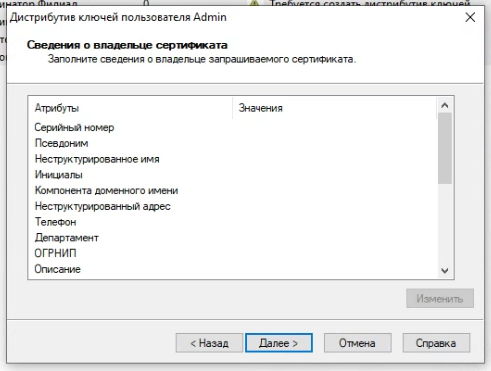 инатор Филиал 0 Требуется создать дистрибутив ключей
Дистрибутив ключей пользователя Admin
Сведения о владельце сертификата
Заполните сведения о владельце запрашиваемого сертификата.
Атрибуты Значения
Серийный номер
Псевдоним
Неструктурированное имя
Инициалы
Компонента доменного имени
Неструктурированный адрес
Телефон
Департамент
ОГРНИП
Описание
Изменить
< Назад Далее > Отмена Справка